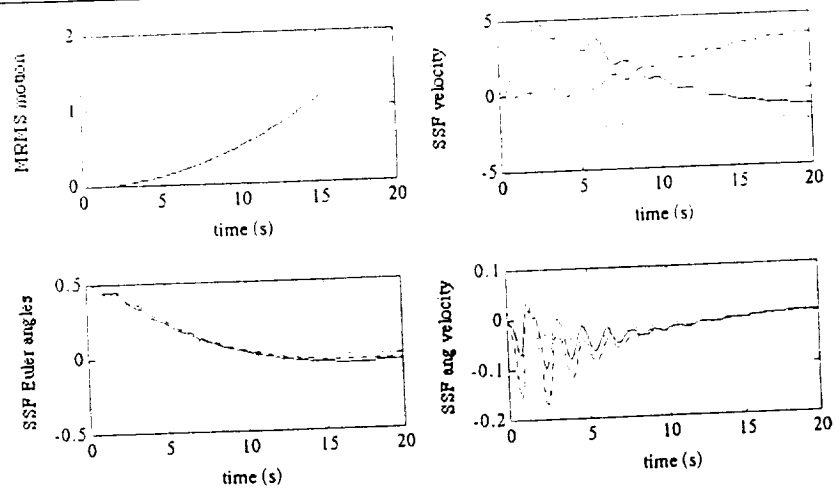 2
1
0
MRMS motion
0 5 10 15 20
time (s)
5
0
-5
SSF velocity
0 5 10 15 20
time (s)
0.5
0
-0.5
SSF Euler angles
0 5 10 15 20
time (s)
0.1
0
-0.1
-0.2
SSF ang velocity
0 5 10 15 20
time (s)